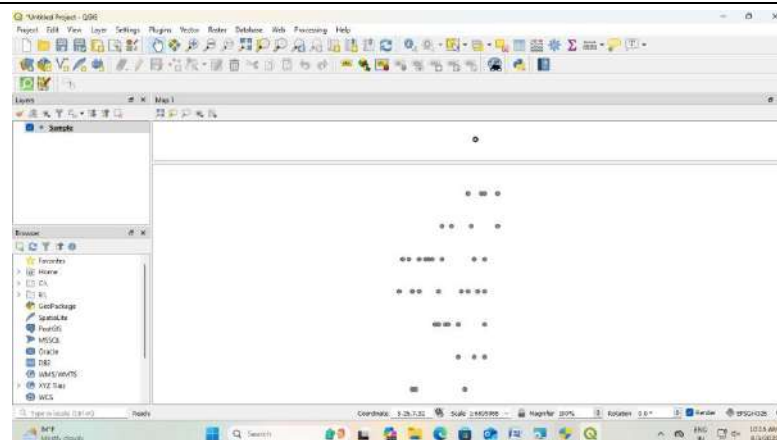 *Untitled Project - QGIS
Project Edit View Layer Settings Plugins Vector Raster Database Web Processing Help
Layers
Map 1
Sample
Browser
Favorites
Home
C:\
E:\
GeoPackage
SpatiaLite
PostGIS
MSSQL
Oracle
DB2
WMS/WMTS
XYZ Tiles
WCS
Ready
Coordinate
Scale
Magnifier 100%
Rotation 0.0 °
Render
Search
ENG